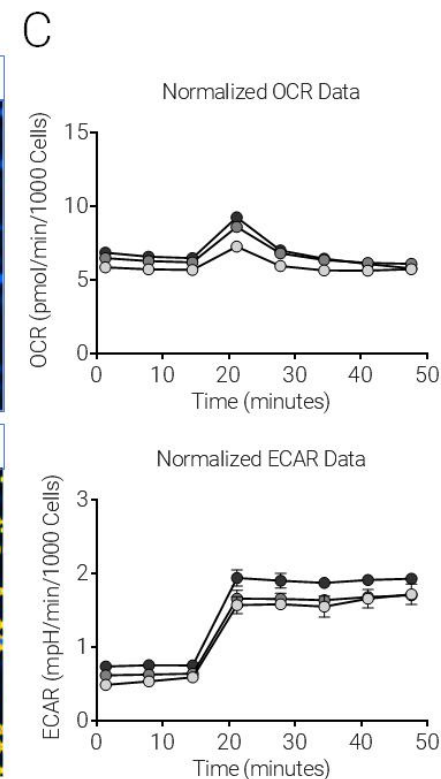 C
Normalized OCR Data
OCR (pmol/min/1000 Cells)
15
10
5
0
0 10 20 30 40 50
Time (minutes)
Normalized ECAR Data
ECAR (mpH/min/1000 Cells)
3
2
1
0
0 10 20 30 40 50
Time (minutes)